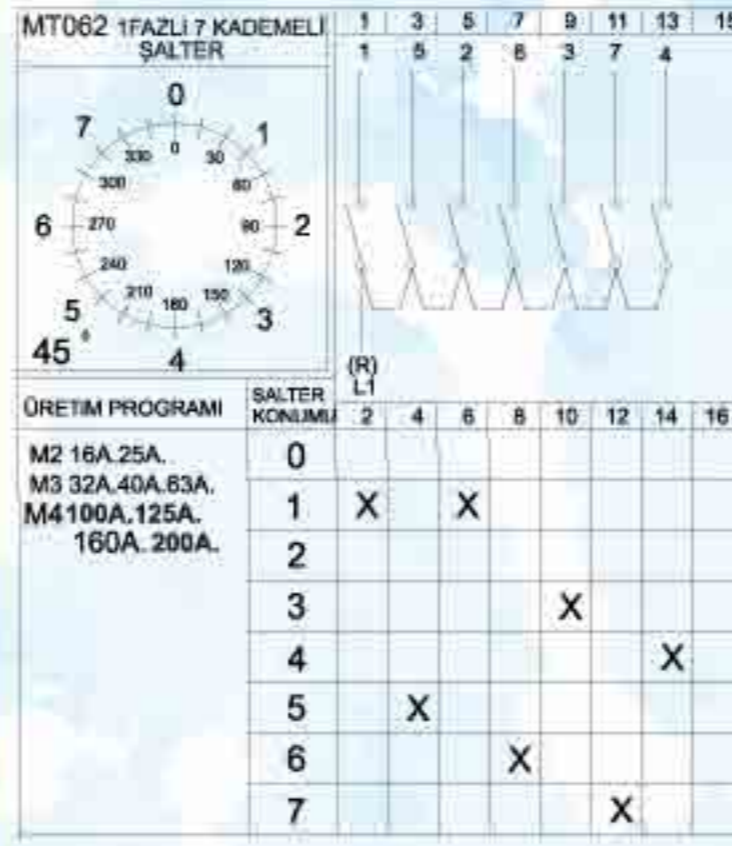 MT062 1FAZLİ 7 KADEMELİ
ŞALTER
1 3 5 7 9 11 13 15
1 5 2 6 3 7 4
0
7 1
330 0 30
300 60
6 270 90 2
240 120
210 180 150
5 3
45° 4
(R)
L1
ÜRETİM PROGRAMI
ŞALTER
KONUMU
2 4 6 8 10 12 14 16
M2 16A.25A.
M3 32A.40A.63A.
M4 100A.125A.
160A.200A.
0
1 X X
2
3 X
4 X
5 X
6 X
7 X